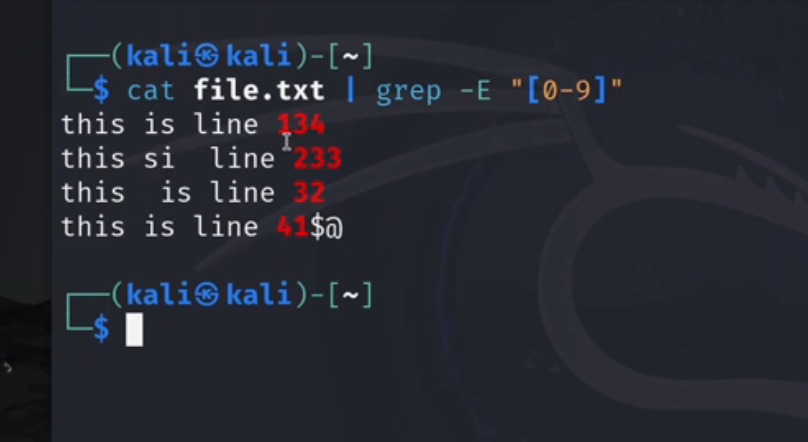 ┌──(kali㉿kali)-[~]
└─$ cat file.txt | grep -E "[0-9]"
this is line 134
this si  line 233
this  is line 32
this is line 41$@
┌──(kali㉿kali)-[~]
└─$